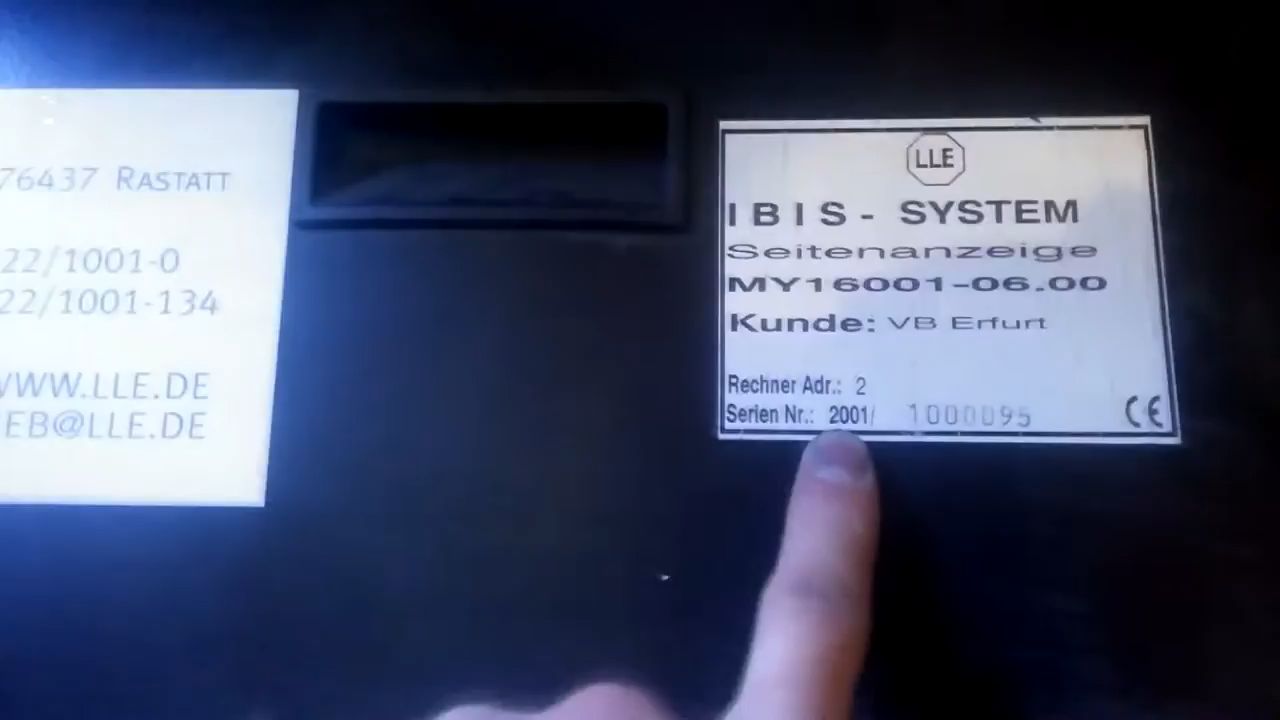 76437 RASTATT
22/1001-0
22/1001-134
WWW.LLE.DE
EB@LLE.DE
LLE
IBIS- SYSTEM
Seitenanzeige
MY16001-06.00
Kunde: VB Erfurt
Rechner Adr.: 2
Serien Nr.: 2001/ 1000095
CE